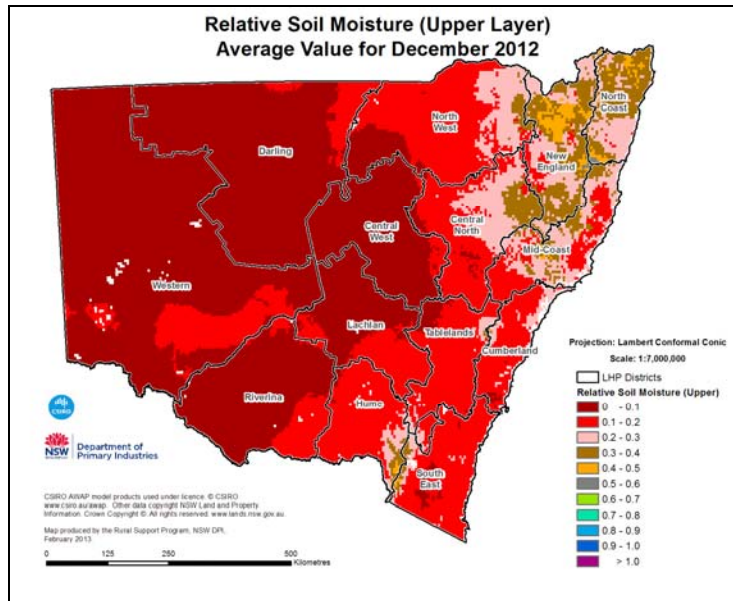 Relative Soil Moisture (Upper Layer)
Average Value for December 2012
North Coast
North West
Darling
New England
Central West
Central North
Mid-Coast
Western
Lachlan
Tablelands
Cumberland
Riverina
Hume
South East
Projection: Lambert Conformal Conic
Scale: 1:7,000,000
LHP Districts
Relative Soil Moisture (Upper)
0 - 0.1
0.1 - 0.2
0.2 - 0.3
0.3 - 0.4
0.4 - 0.5
0.5 - 0.6
0.6 - 0.7
0.7 - 0.8
0.8 - 0.9
0.9 - 1.0
> 1.0
CSIRO
NSW
Department of
Primary Industries
CSIRO AWAP model products used under licence. © CSIRO
www.csiro.au/awap. Other data copyright NSW Land and Property
Information: Crown Copyright ©. All rights reserved. www.lands.nsw.gov.au.
Map produced by the Rural Support Program, NSW DPI,
February 2013
0 125 250 500
Kilometres